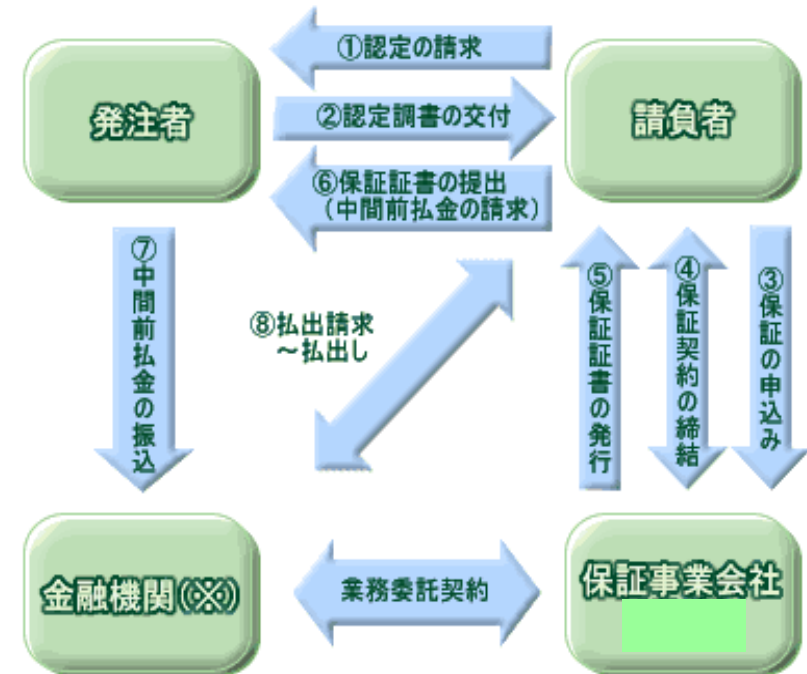 発注者
①認定の請求
②認定調書の交付
⑥保証証書の提出
(中間前払金の請求)
請負者
⑦中間前払金の振込
⑧払出請求
~払出し
⑤保証証書の発行
④保証契約の締結
③保証の申込み
金融機関(※)
業務委託契約
保証事業会社